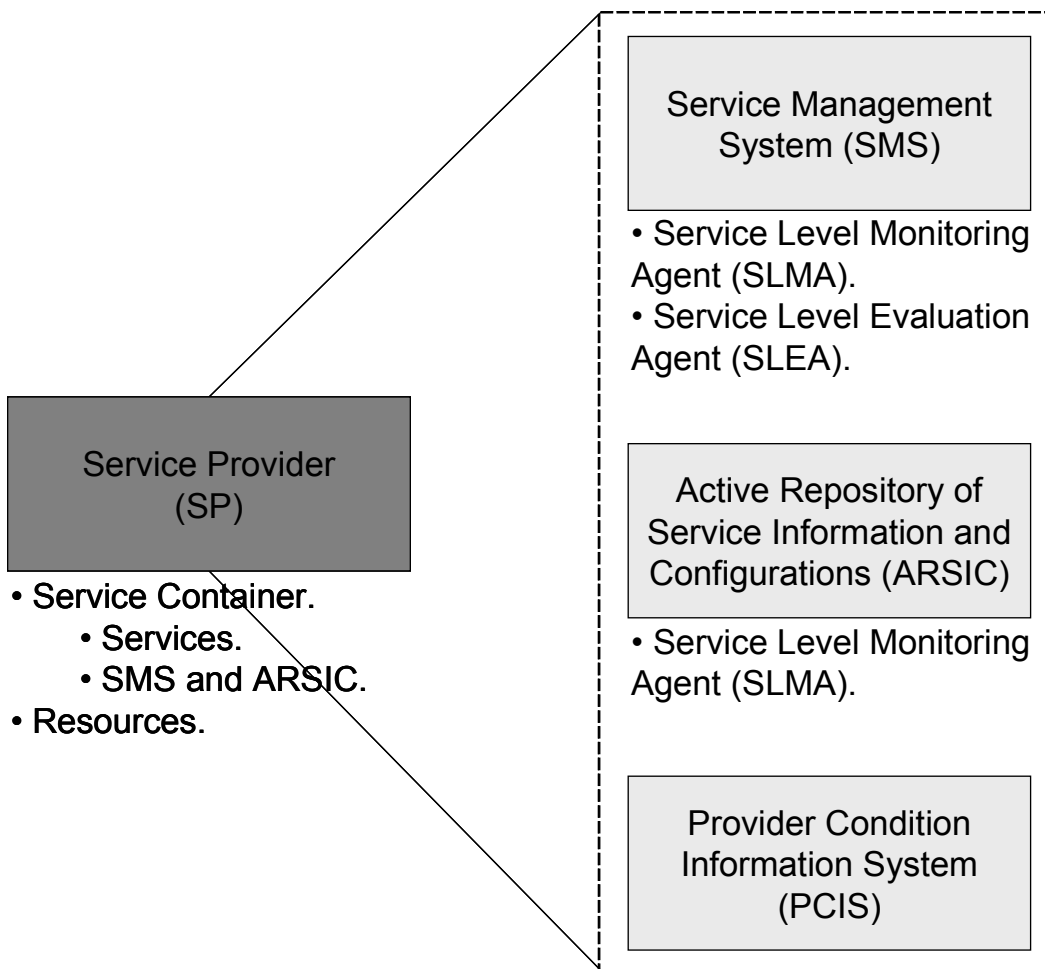 Service Management
System (SMS)
• Service Level Monitoring
Agent (SLMA).
• Service Level Evaluation
Agent (SLEA).
Service Provider
(SP)
• Service Container.
• Services.
• SMS and ARSIC.
• Resources.
Active Repository of
Service Information and
Configurations (ARSIC)
• Service Level Monitoring
Agent (SLMA).
Provider Condition
Information System
(PCIS)